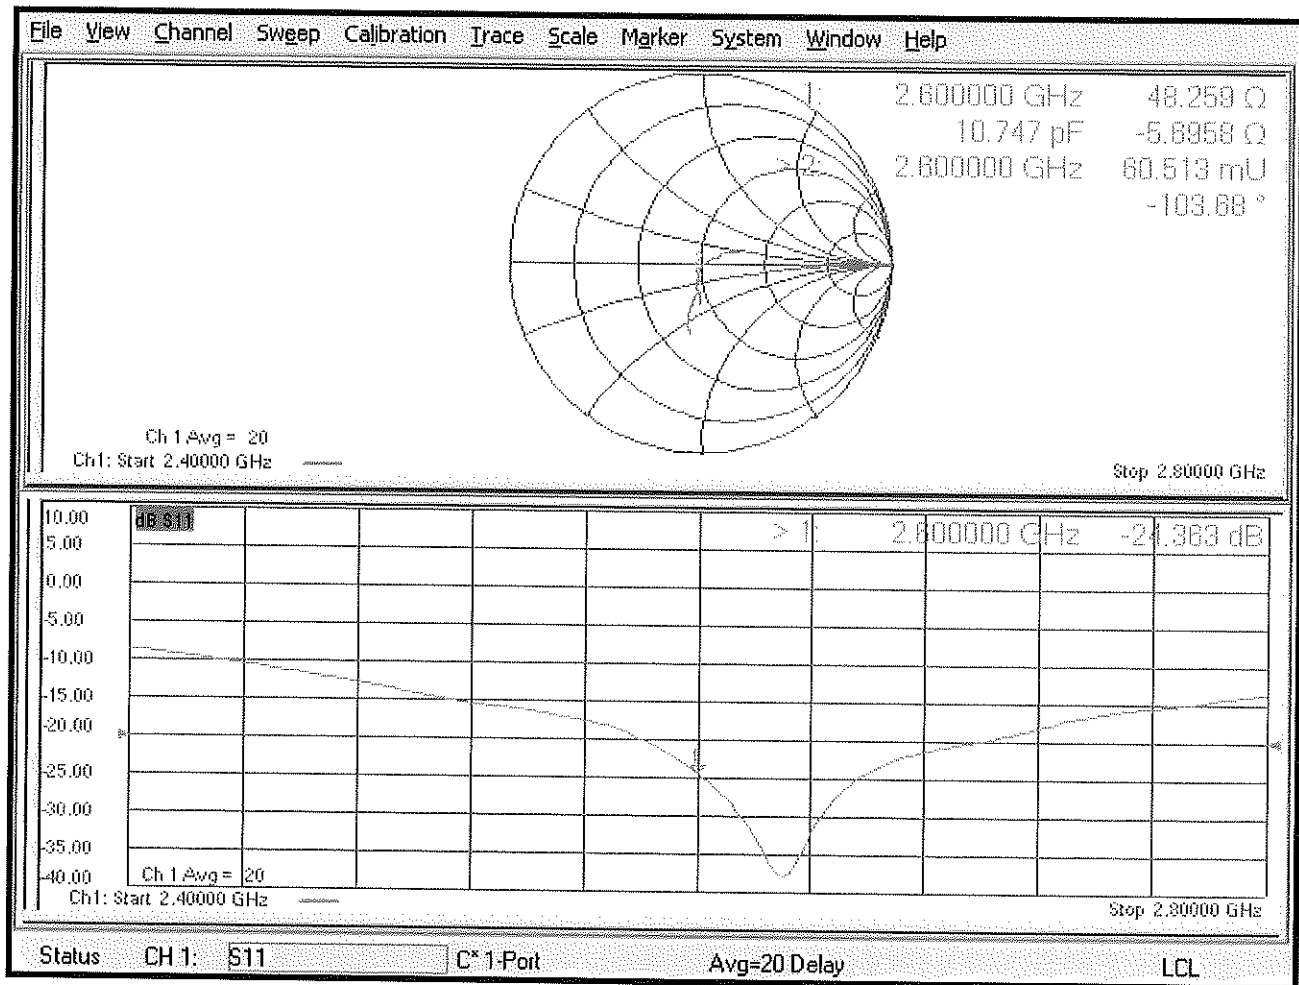 File View Channel Sweep Calibration Trace Scale Marker System Window Help
1: 2.600000 GHz 48.259 Ω
10.747 pF -5.6958 Ω
> 2: 2.600000 GHz 60.513 mU
-103.68 °
Ch 1 Avg = 20
Ch1: Start 2.40000 GHz
Stop 2.80000 GHz
10.00
dB S11
> 1: 2.600000 GHz -24.363 dB
5.00
0.00
-5.00
-10.00
-15.00
-20.00
-25.00
-30.00
-35.00
-40.00
Ch 1 Avg = 20
Ch1: Start 2.40000 GHz
Stop 2.80000 GHz
Status CH 1: S11 C* 1-Port Avg=20 Delay LCL